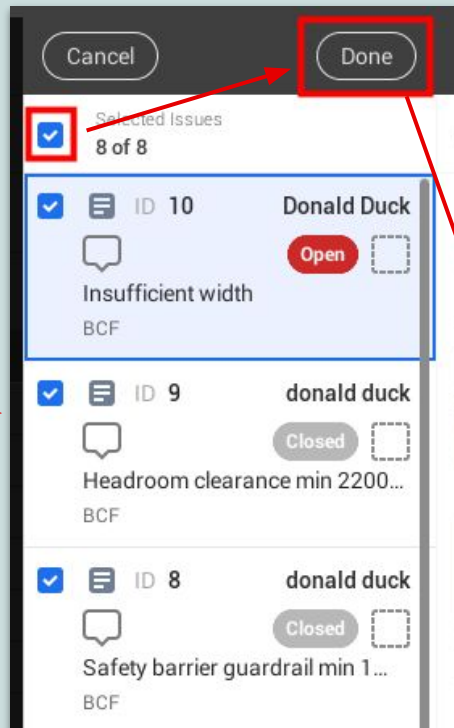 Cancel
Done
Selected Issues
8 of 8
ID 10 Donald Duck
Open
Insufficient width
BCF
ID 9 donald duck
Closed
Headroom clearance min 2200...
BCF
ID 8 donald duck
Closed
Safety barrier guardrail min 1...
BCF